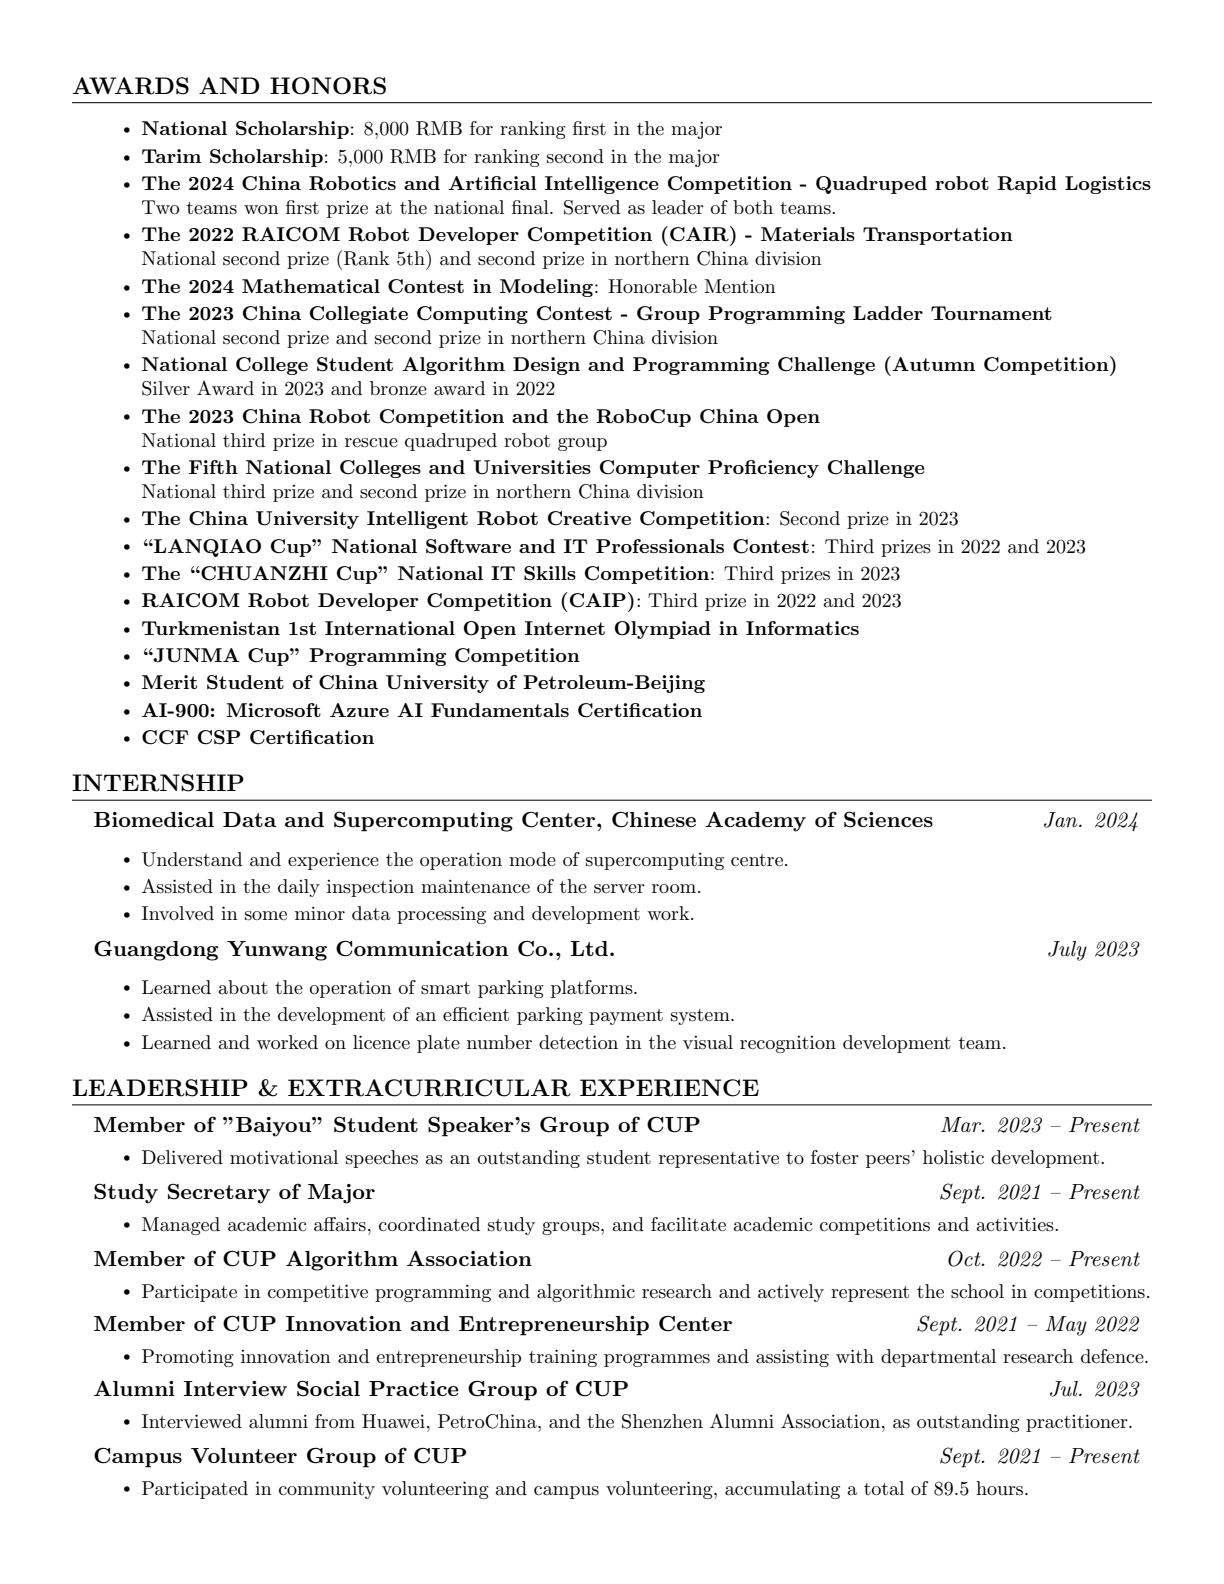 AWARDS AND HONORS
• National Scholarship: 8,000 RMB for ranking first in the major
• Tarim Scholarship: 5,000 RMB for ranking second in the major
• The 2024 China Robotics and Artificial Intelligence Competition - Quadruped robot Rapid Logistics
Two teams won first prize at the national final. Served as leader of both teams.
• The 2022 RAICOM Robot Developer Competition (CAIR) - Materials Transportation
National second prize (Rank 5th) and second prize in northern China division
• The 2024 Mathematical Contest in Modeling: Honorable Mention
• The 2023 China Collegiate Computing Contest - Group Programming Ladder Tournament
National second prize and second prize in northern China division
• National College Student Algorithm Design and Programming Challenge (Autumn Competition)
Silver Award in 2023 and bronze award in 2022
• The 2023 China Robot Competition and the RoboCup China Open
National third prize in rescue quadruped robot group
• The Fifth National Colleges and Universities Computer Proficiency Challenge
National third prize and second prize in northern China division
• The China University Intelligent Robot Creative Competition: Second prize in 2023
• “LANQIAO Cup” National Software and IT Professionals Contest: Third prizes in 2022 and 2023
• The “CHUANZHI Cup” National IT Skills Competition: Third prizes in 2023
• RAICOM Robot Developer Competition (CAIP): Third prize in 2022 and 2023
• Turkmenistan 1st International Open Internet Olympiad in Informatics
• “JUNMA Cup” Programming Competition
• Merit Student of China University of Petroleum-Beijing
• AI-900: Microsoft Azure AI Fundamentals Certification
• CCF CSP Certification
INTERNSHIP
Biomedical Data and Supercomputing Center, Chinese Academy of Sciences Jan. 2024
• Understand and experience the operation mode of supercomputing centre.
• Assisted in the daily inspection maintenance of the server room.
• Involved in some minor data processing and development work.
Guangdong Yunwang Communication Co., Ltd. July 2023
• Learned about the operation of smart parking platforms.
• Assisted in the development of an efficient parking payment system.
• Learned and worked on licence plate number detection in the visual recognition development team.
LEADERSHIP & EXTRACURRICULAR EXPERIENCE
Member of ”Baiyou” Student Speaker’s Group of CUP Mar. 2023 – Present
• Delivered motivational speeches as an outstanding student representative to foster peers’ holistic development.
Study Secretary of Major Sept. 2021 – Present
• Managed academic affairs, coordinated study groups, and facilitate academic competitions and activities.
Member of CUP Algorithm Association Oct. 2022 – Present
• Participate in competitive programming and algorithmic research and actively represent the school in competitions.
Member of CUP Innovation and Entrepreneurship Center Sept. 2021 – May 2022
• Promoting innovation and entrepreneurship training programmes and assisting with departmental research defence.
Alumni Interview Social Practice Group of CUP Jul. 2023
• Interviewed alumni from Huawei, PetroChina, and the Shenzhen Alumni Association, as outstanding practitioner.
Campus Volunteer Group of CUP Sept. 2021 – Present
• Participated in community volunteering and campus volunteering, accumulating a total of 89.5 hours.